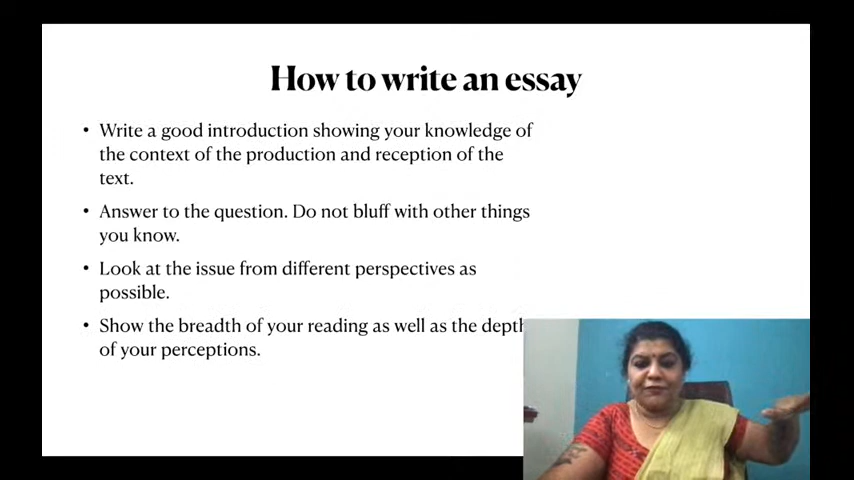 How to write an essay
• Write a good introduction showing your knowledge of
the context of the production and reception of the
text.
• Answer to the question. Do not bluff with other things
you know.
• Look at the issue from different perspectives as
possible.
• Show the breadth of your reading as well as the depth
of your perceptions.